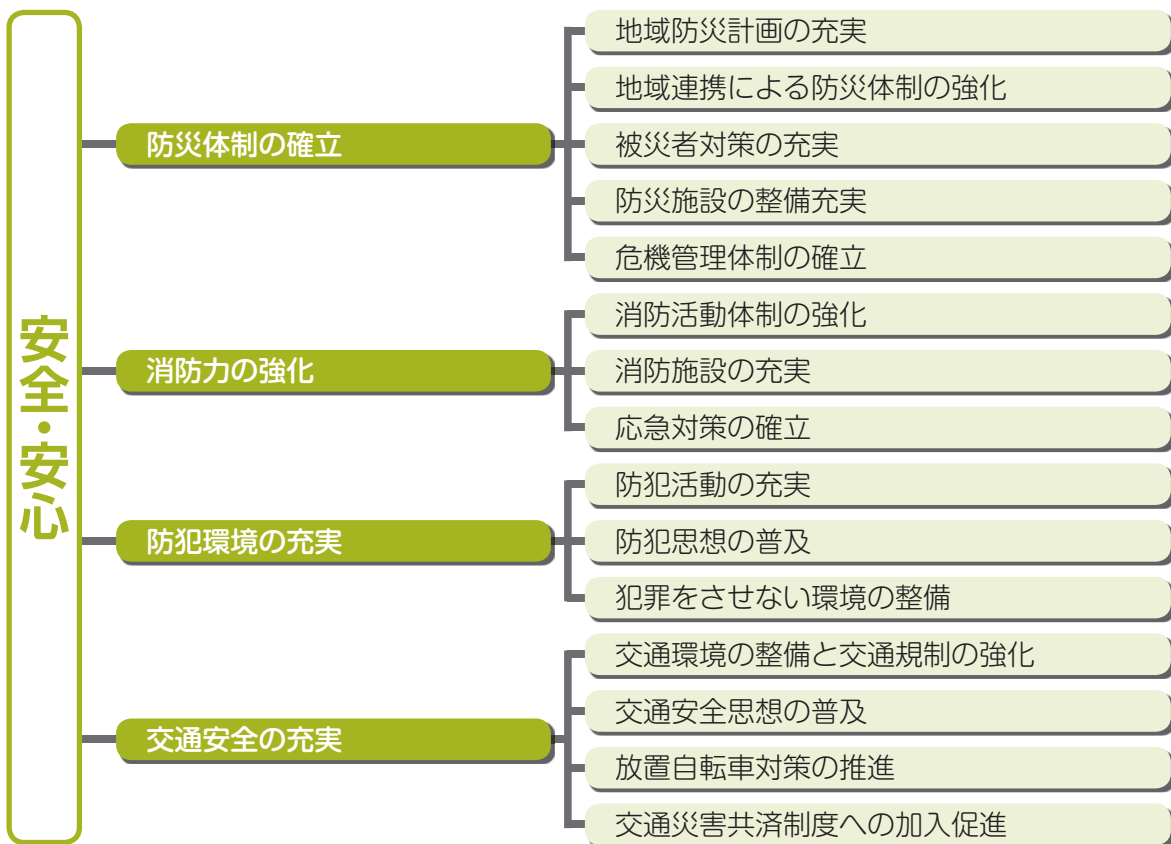 安全・安心
防災体制の確立
地域防災計画の充実
地域連携による防災体制の強化
被災者対策の充実
防災施設の整備充実
危機管理体制の確立
消防力の強化
消防活動体制の強化
消防施設の充実
応急対策の確立
防犯環境の充実
防犯活動の充実
防犯思想の普及
犯罪をさせない環境の整備
交通安全の充実
交通環境の整備と交通規制の強化
交通安全思想の普及
放置自転車対策の推進
交通災害共済制度への加入促進